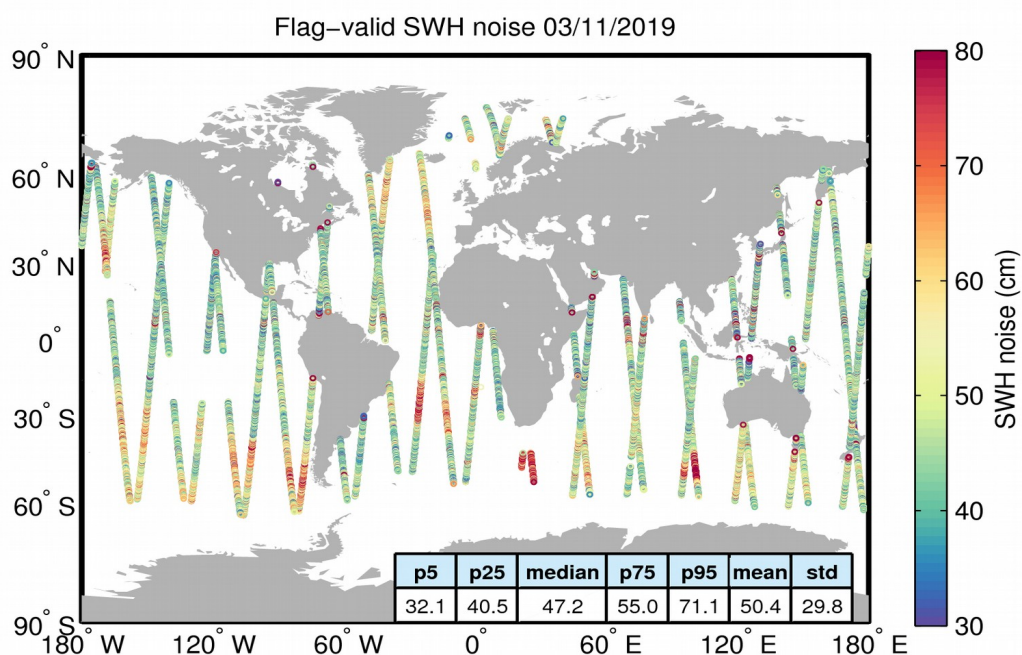 Flag−valid SWH noise 03/11/2019
90° N
60° N
30° N
0°
30° S
60° S
90° S
180° W
120° W
60° W
0°
60° E
120° E
180° E
p5 p25 median p75 p95 mean std
32.1 40.5 47.2 55.0 71.1 50.4 29.8
80
70
60
50
40
30
SWH noise (cm)